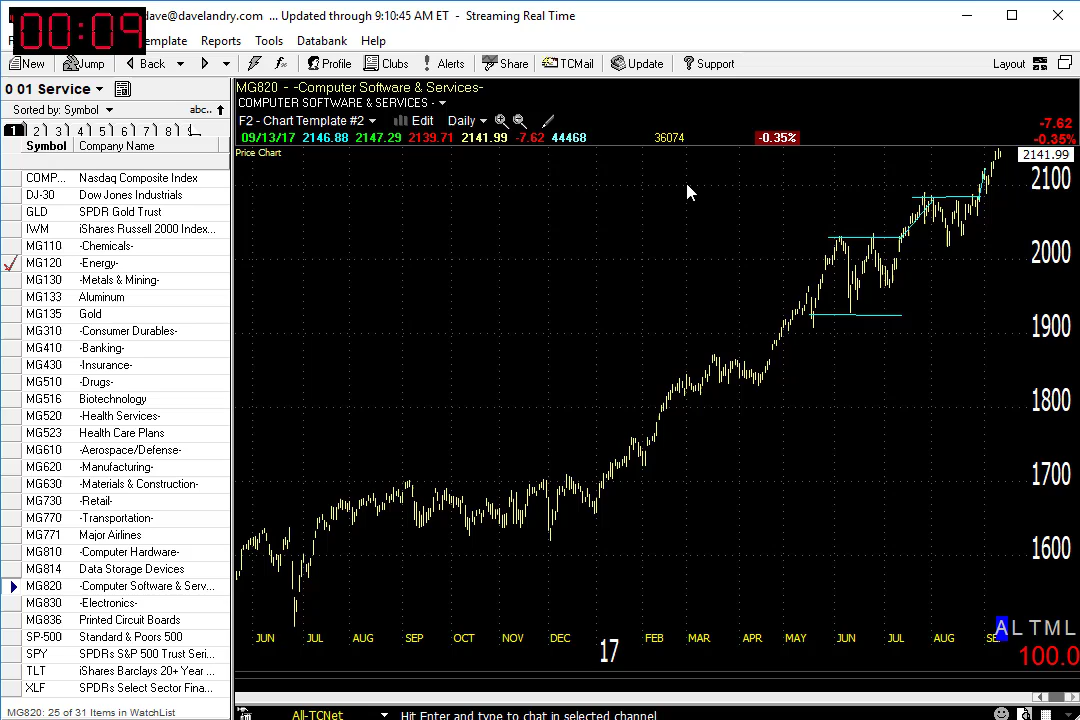 00:09
dave@davelandry.com ... Updated through 9:10:45 AM ET - Streaming Real Time
emplate Reports Tools Databank Help
New Jump Back Profile Clubs Alerts Share TCMail Update Support Layout
0 01 Service
Sorted by: Symbol abc..
1 2 3 4 5 6 7 8
Symbol Company Name
COMP... Nasdaq Composite Index
DJ-30 Dow Jones Industrials
GLD SPDR Gold Trust
IWM iShares Russell 2000 Index...
MG110 -Chemicals-
MG120 -Energy-
MG130 -Metals & Mining-
MG133 Aluminum
MG135 Gold
MG310 -Consumer Durables-
MG410 -Banking-
MG430 -Insurance-
MG510 -Drugs-
MG516 Biotechnology
MG520 -Health Services-
MG523 Health Care Plans
MG610 -Aerospace/Defense-
MG620 -Manufacturing-
MG630 -Materials & Construction-
MG730 -Retail-
MG770 -Transportation-
MG771 Major Airlines
MG810 -Computer Hardware-
MG814 Data Storage Devices
MG820 -Computer Software & Serv...
MG830 -Electronics-
MG836 Printed Circuit Boards
SP-500 Standard & Poors 500
SPY SPDRs S&P 500 Trust Seri...
TLT iShares Barclays 20+ Year ...
XLF SPDRs Select Sector Fina...
MG820: 25 of 31 Items in WatchList
MG820 - -Computer Software & Services-
COMPUTER SOFTWARE & SERVICES -
F2 - Chart Template #2 Edit Daily
09/13/17 2146.88 2147.29 2139.71 2141.99 -7.62 44468 36074 -0.35%
-7.62
-0.35%
Price Chart
2141.99
2100
2000
1900
1800
1700
1600
JUN JUL AUG SEP OCT NOV DEC 17 FEB MAR APR MAY JUN JUL AUG SE
A L T M L
100.0
All-TCNet Hit Enter and type to chat in selected channel